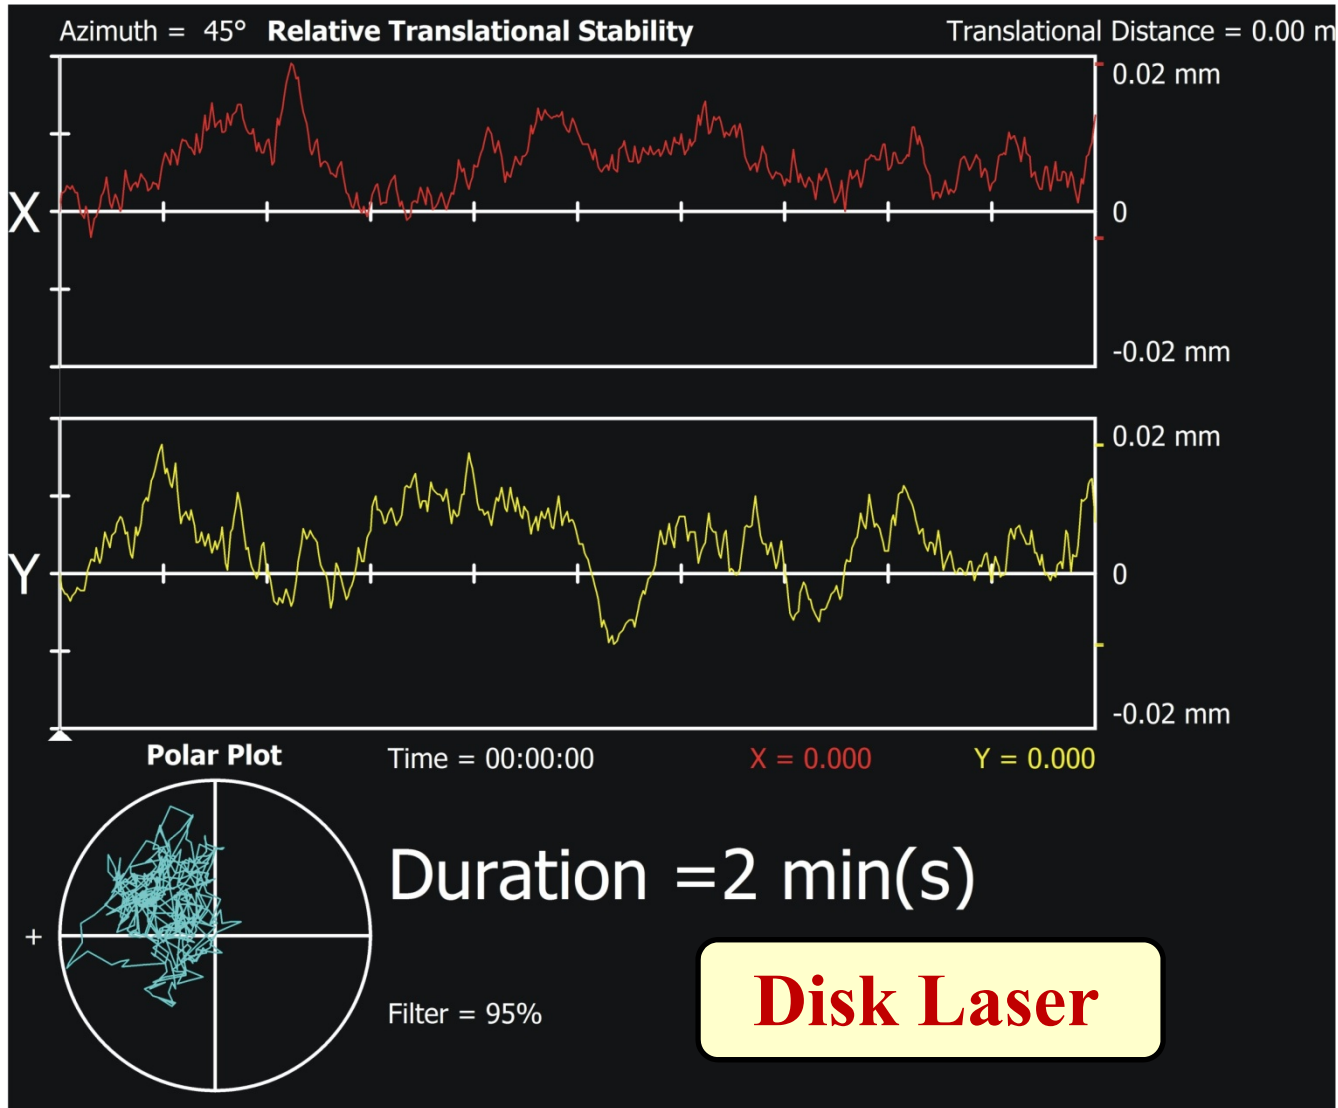 Azimuth = 45° Relative Translational Stability Translational Distance = 0.00 m
0.02 mm
X
0
-0.02 mm
0.02 mm
Y
0
-0.02 mm
Polar Plot Time = 00:00:00 X = 0.000 Y = 0.000
Duration =2 min(s)
+
Disk Laser
Filter = 95%